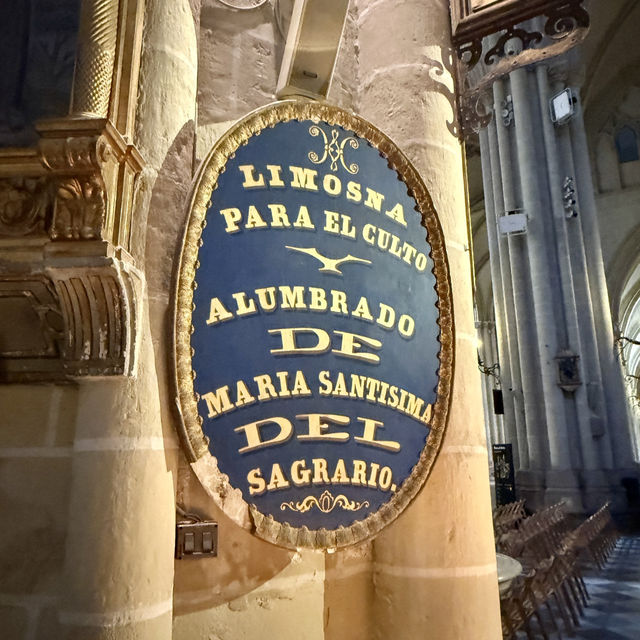 LIMOSNA
PARA EL CULTO
ALUMBRADO
DE
MARIA SANTISIMA
DEL
SAGRARIO.